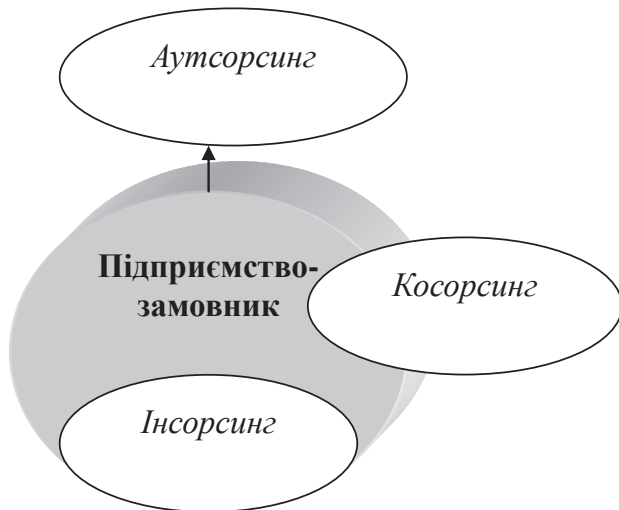 Аутсорсинг
Підприємство-
замовник
Косорсинг
Інсорсинг